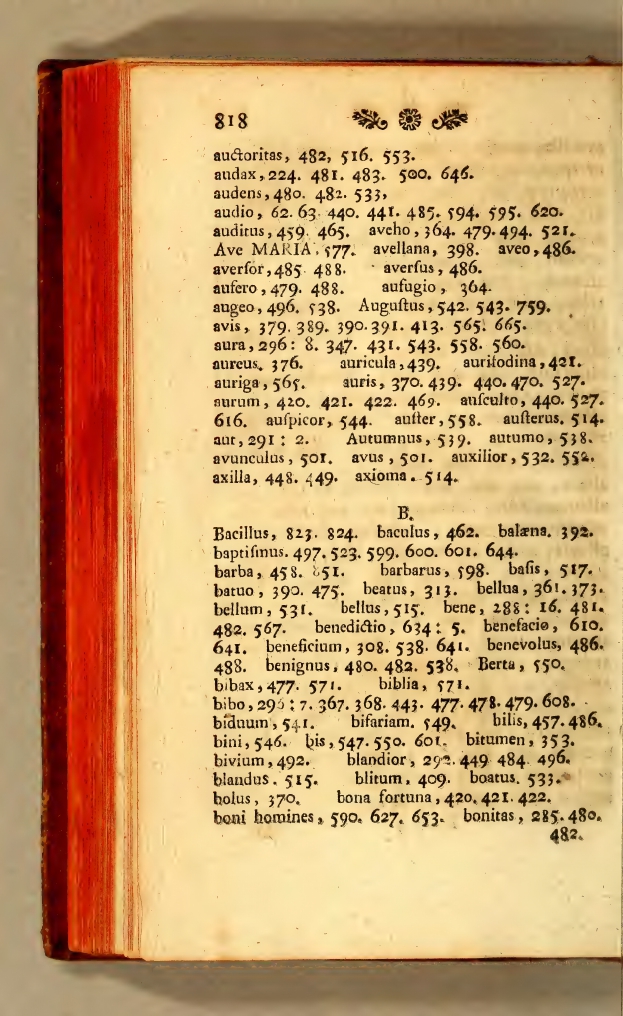 818
auctoritas, 482, 516. 553.
audax, 224. 481. 483. 500. 646.
audens, 480. 482. 533,
audio, 62. 63. 440. 441. 485. 594. 595. 620.
auditus, 459. 465. aveho, 364. 479. 494. 521.
Ave MARIA, 577. avellana, 398. aveo, 486.
averſor, 485. 488. averſus, 486.
aufero, 479. 488. aufugio, 364.
augeo, 496. 538. Auguſtus, 542. 543. 759.
avis, 379. 389. 390. 391. 413. 565. 665.
aura, 296: 8. 347. 431. 543. 558. 560.
aureus. 376. auricula, 439. aurifodina, 421.
auriga, 565. auris, 370. 439. 440. 470. 527.
aurum, 420. 421. 422. 469. auſculto, 440. 527.
616. auſpicor, 544. auſter, 558. auſterus. 514.
aut, 291: 2. Autumnus, 539. autumo, 538.
avunculus, 501. avus, 501. auxilior, 532. 552.
axilla, 448. 449. axioma. 514.
B.
Bacillus, 823. 824. baculus, 462. balæna. 392.
baptiſmus. 497. 523. 599. 600. 601. 644.
barba, 458. 851. barbarus, 598. baſis, 517.
batuo, 390. 475. beatus, 313. bellua, 361. 373.
bellum, 531. bellus, 515. bene, 288: 16. 481.
482. 567. benedictio, 634: 5. benefacio, 610.
641. beneficium, 308. 538. 641. benevolus, 486.
488. benignus, 480. 482. 538. Berta, 550.
bibax, 477. 571. biblia, 571.
bibo, 296: 7. 367. 368. 443. 477. 478. 479. 608.
biduum, 541. bifariam. 549. bilis, 457. 486.
bini, 546. bis, 547. 550. 601. bitumen, 353.
bivium, 492. blandior, 292. 449. 484. 496.
blandus. 515. blitum, 409. boatus. 533.
bolus, 370. bona fortuna, 420. 421. 422.
boni homines, 590. 627. 653. bonitas, 285. 480.
482.